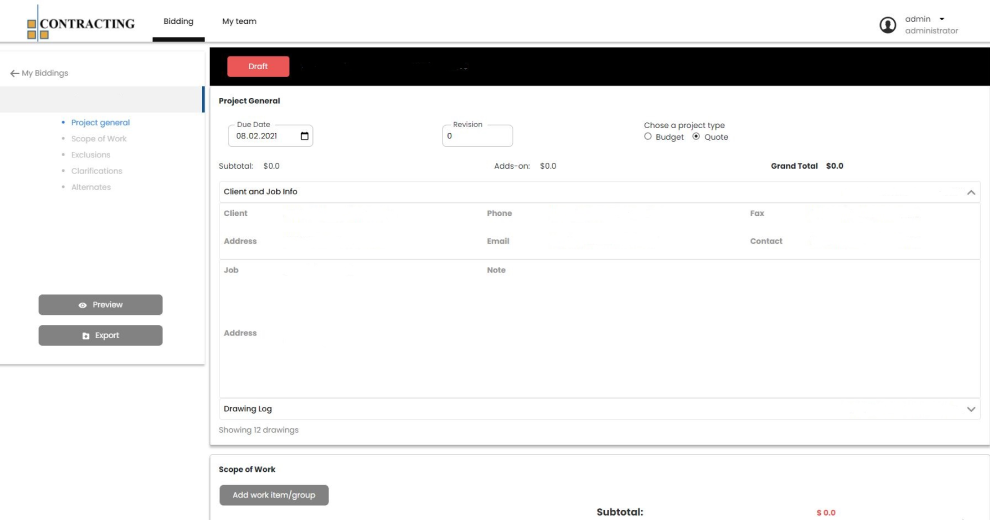 CONTRACTING
Bidding
My team
admin
administrator
My Biddings
Project general
Scope of Work
Exclusions
Clarifications
Alternates
Preview
Export
Draft
Project General
Due Date
08.02.2021
Revision
0
Chose a project type
Budget
Quote
Subtotal: $0.0
Adds-on: $0.0
Grand Total $0.0
Client and Job Info
Client
Phone
Fax
Address
Email
Contact
Job
Note
Address
Drawing Log
Showing 12 drawings
Scope of Work
Add work item/group
Subtotal: $ 0.0